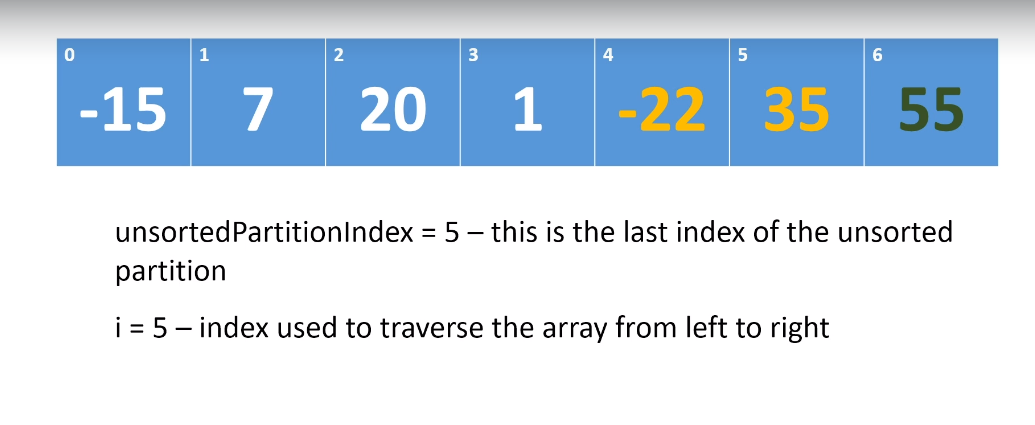 0 1 2 3 4 5 6
-15 7 20 1 -22 35 55
unsortedPartitionIndex = 5 – this is the last index of the unsorted
partition
i = 5 – index used to traverse the array from left to right